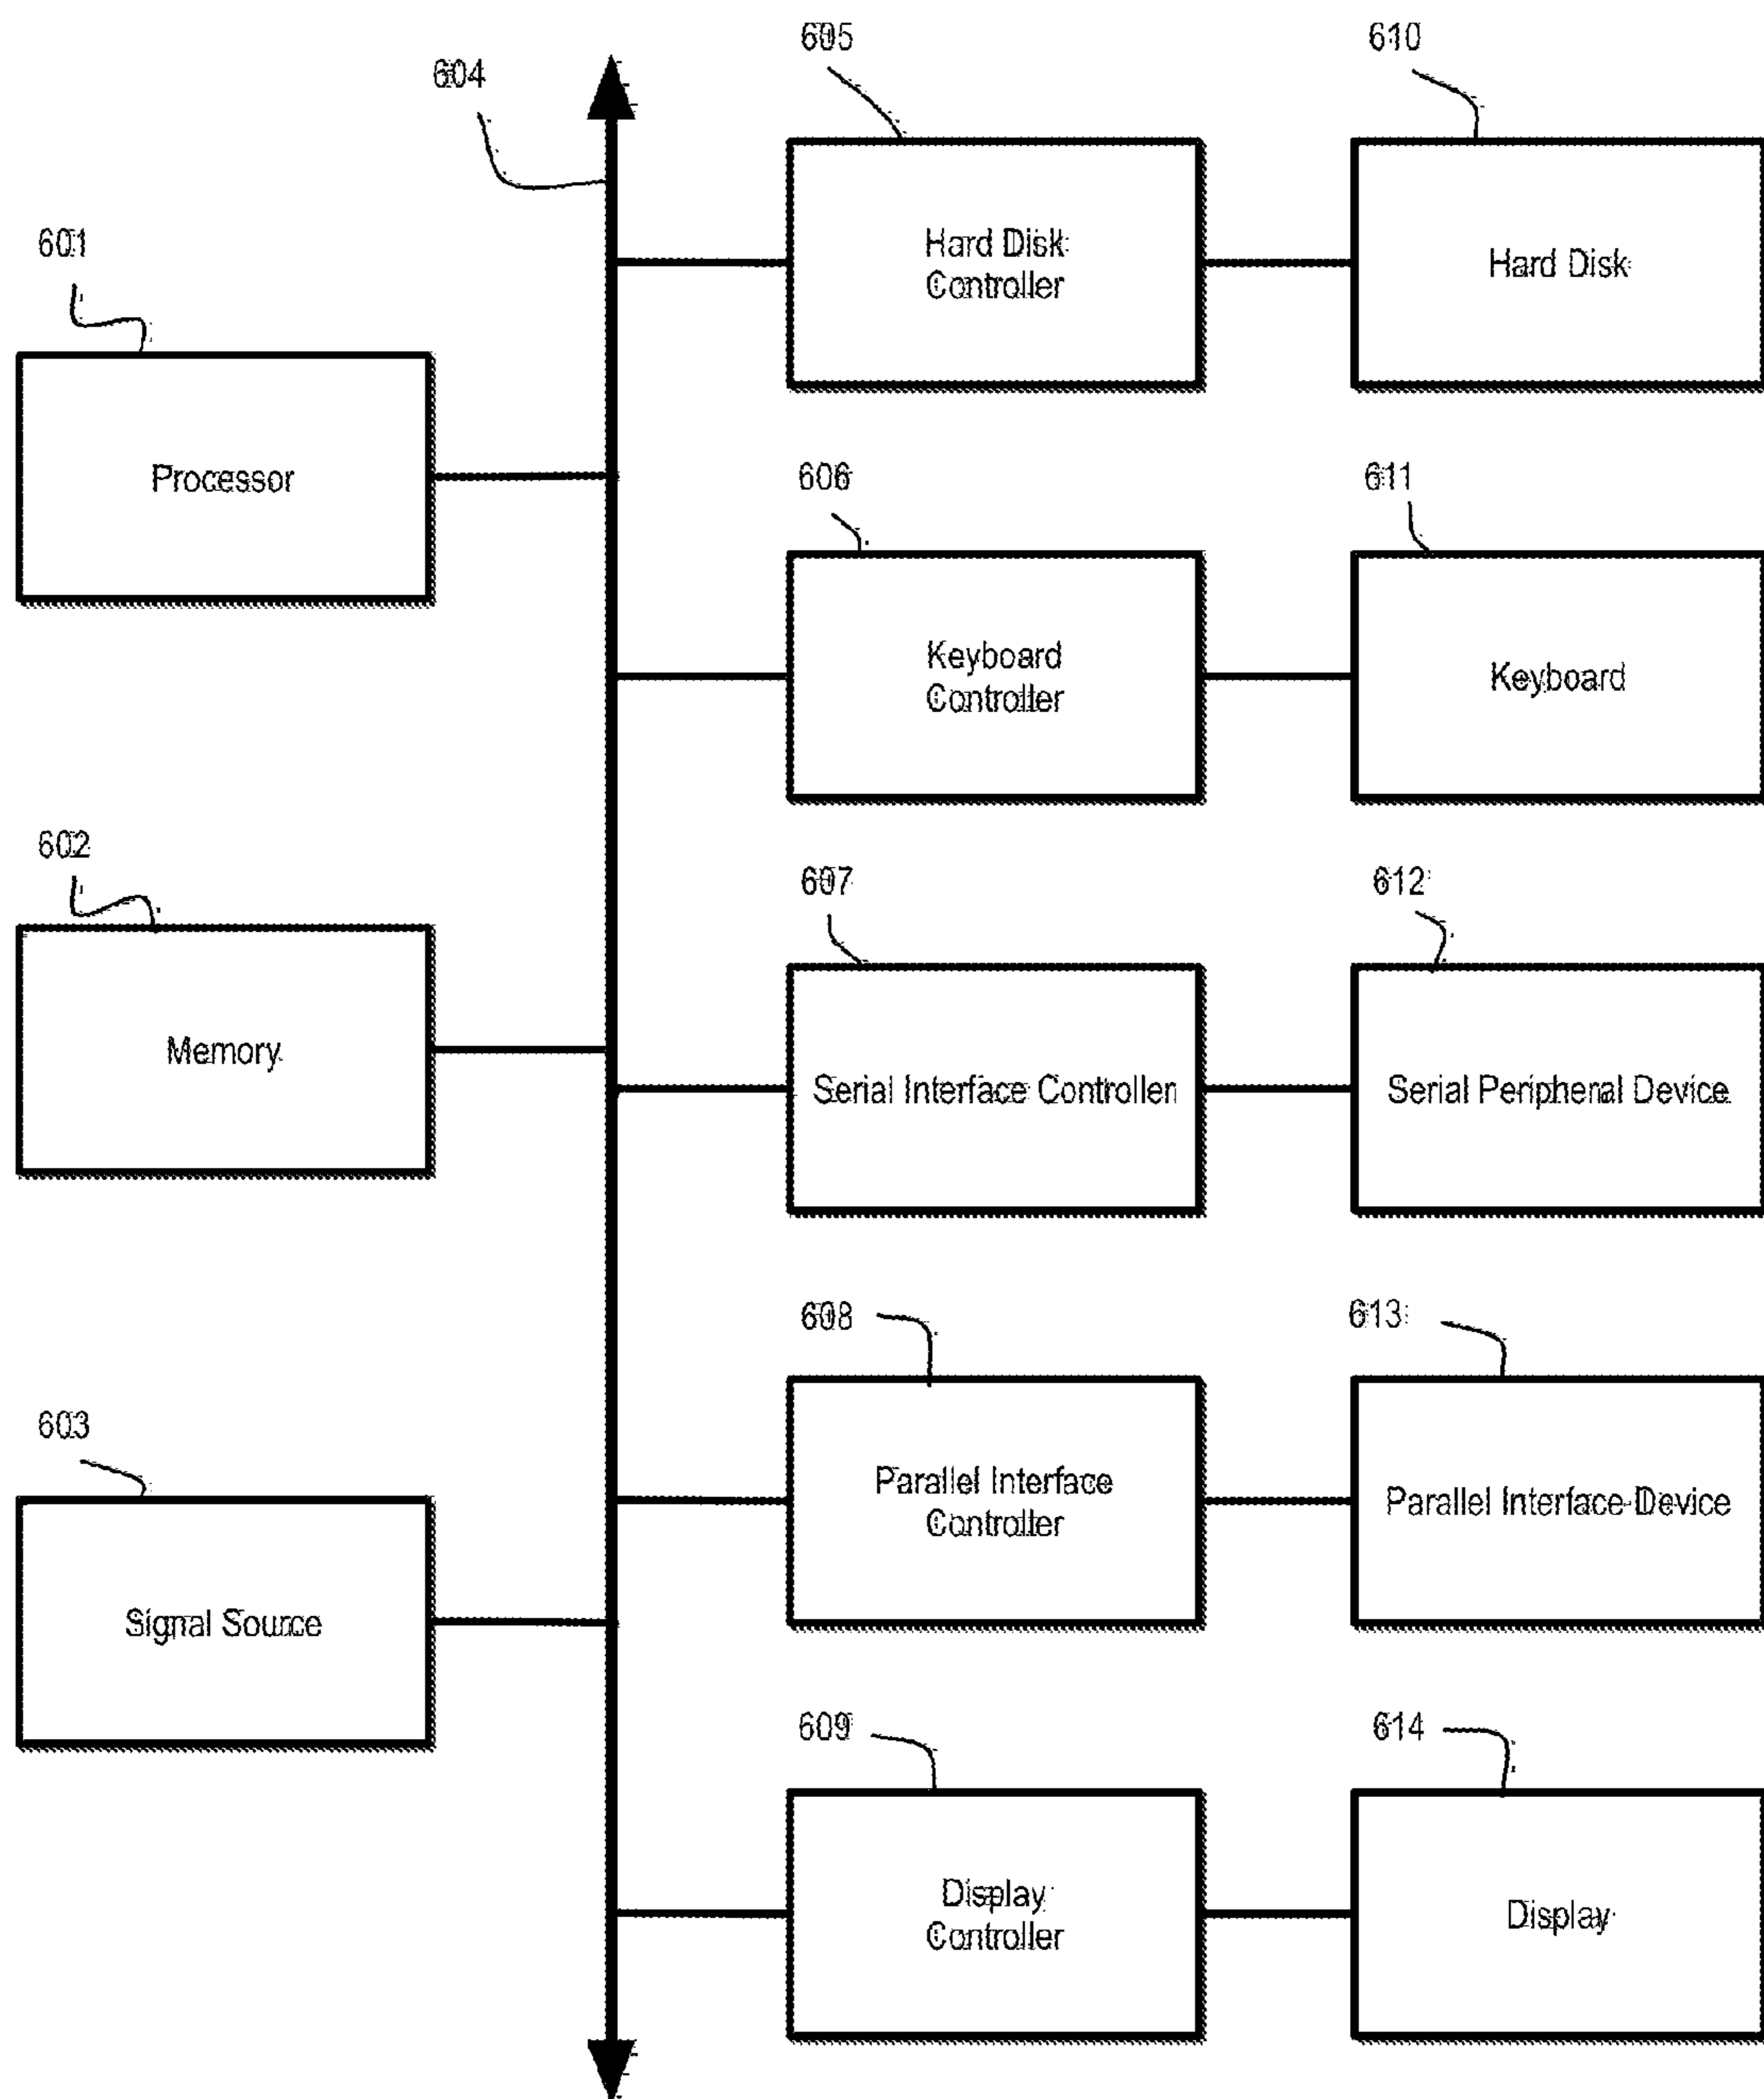 605
610
604
Hard Disk
Controller
Hard Disk
601
Processor
606
611
Keyboard
Controller
Keyboard
602
Memory
607
612
Serial Interface Controller
Serial Peripheral Device
608
613
603
Parallel Interface
Controller
Parallel Interface Device
Signal Source
609
614
Display
Controller
Display